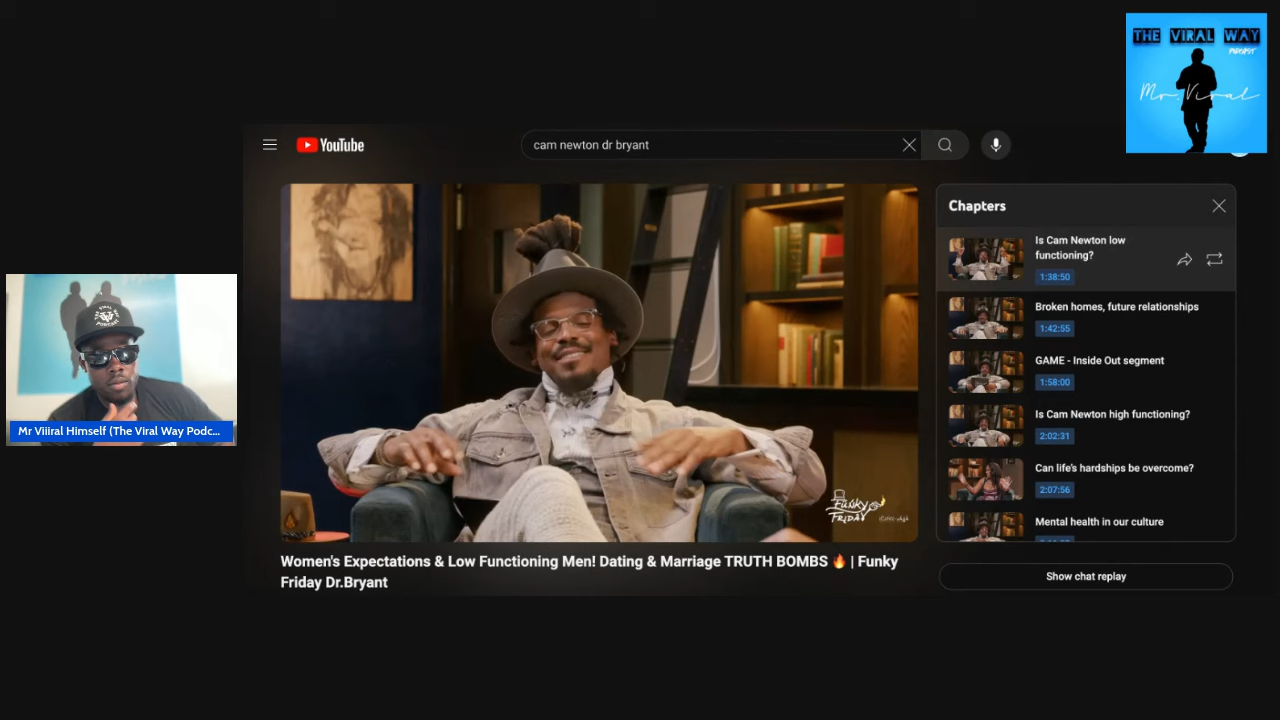 THE VIRAL WAY
PODCAST
Mr. Viral
YouTube
cam newton dr bryant
Chapters
Is Cam Newton low
functioning?
1:38:50
Broken homes, future relationships
1:42:55
GAME - Inside Out segment
1:58:00
Is Cam Newton high functioning?
2:02:31
Can life's hardships be overcome?
2:07:56
Mental health in our culture
Show chat replay
FUNKY
FRIDAY
Women's Expectations & Low Functioning Men! Dating & Marriage TRUTH BOMBS 🔥 | Funky
Friday Dr.Bryant
THE VIRAL WAY
PODCAST
Mr Viiiral Himself (The Viral Way Podc...